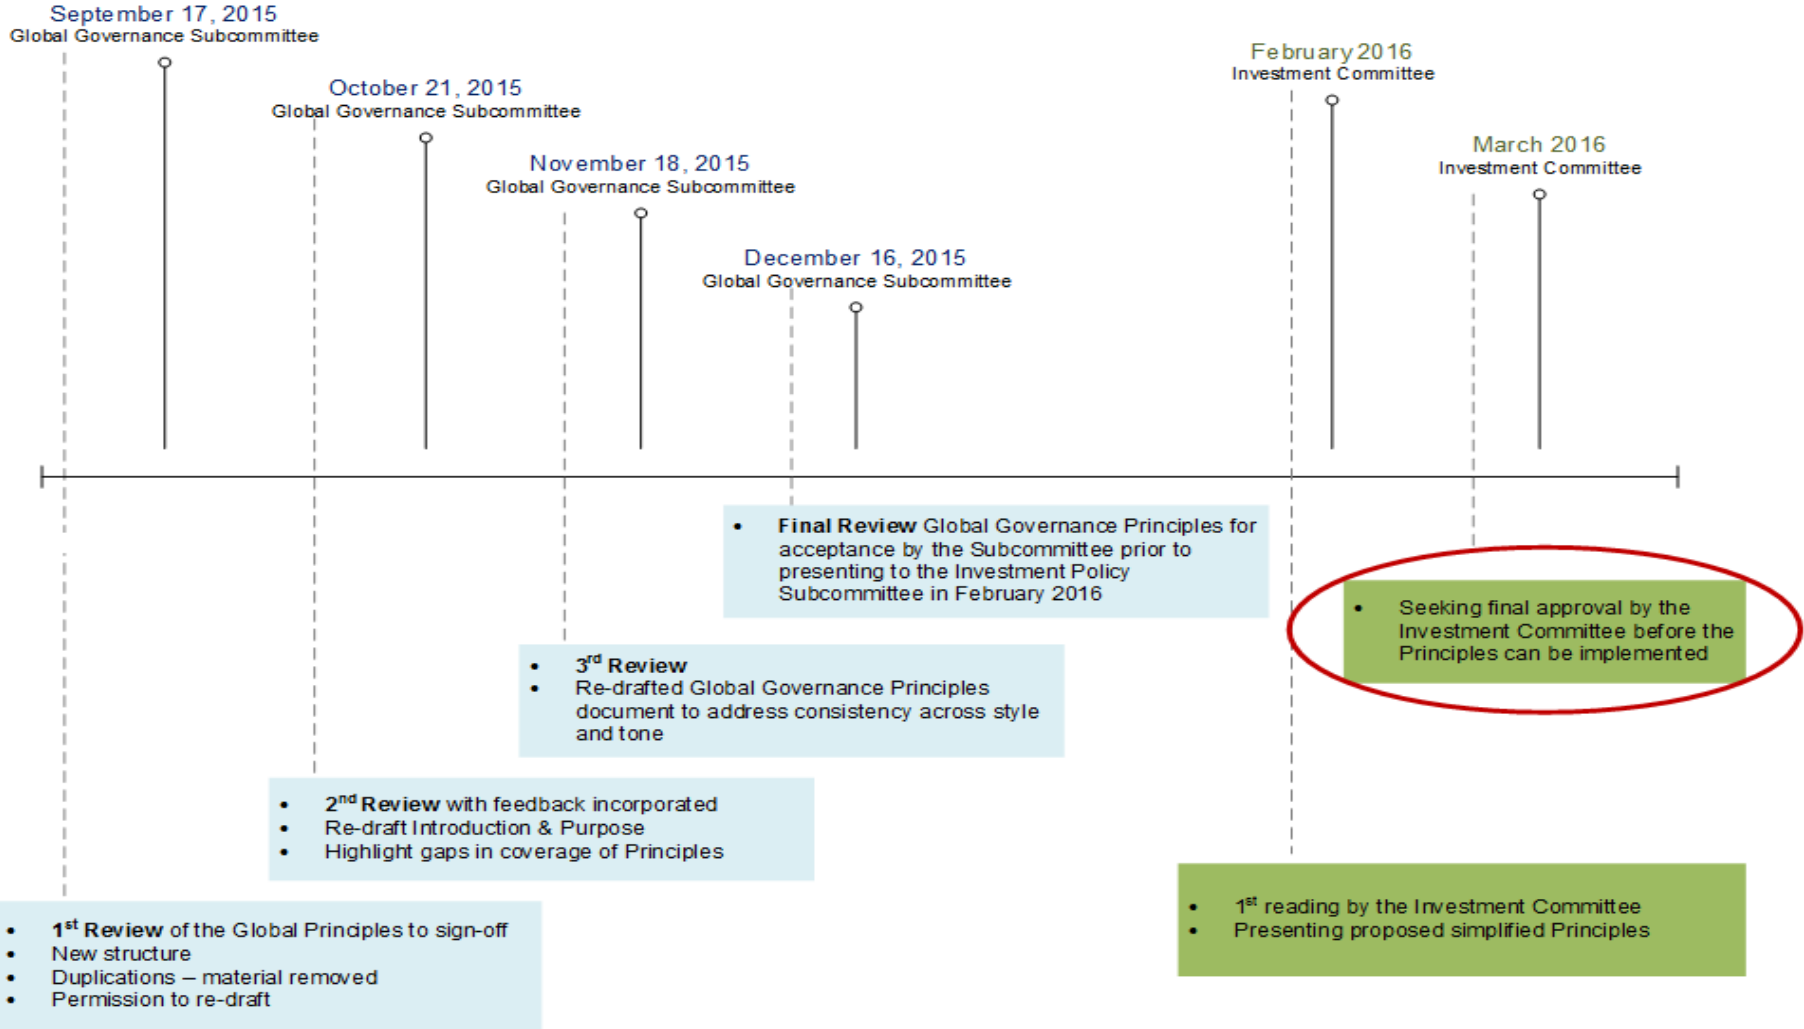 September 17, 2015
Global Governance Subcommittee
October 21, 2015
Global Governance Subcommittee
November 18, 2015
Global Governance Subcommittee
December 16, 2015
Global Governance Subcommittee
February 2016
Investment Committee
March 2016
Investment Committee
• Final Review Global Governance Principles for
acceptance by the Subcommittee prior to
presenting to the Investment Policy
Subcommittee in February 2016
• Seeking final approval by the
Investment Committee before the
Principles can be implemented
• 3rd Review
• Re-drafted Global Governance Principles
document to address consistency across style
and tone
• 2nd Review with feedback incorporated
• Re-draft Introduction & Purpose
• Highlight gaps in coverage of Principles
• 1st reading by the Investment Committee
• Presenting proposed simplified Principles
• 1st Review of the Global Principles to sign-off
• New structure
• Duplications – material removed
• Permission to re-draft